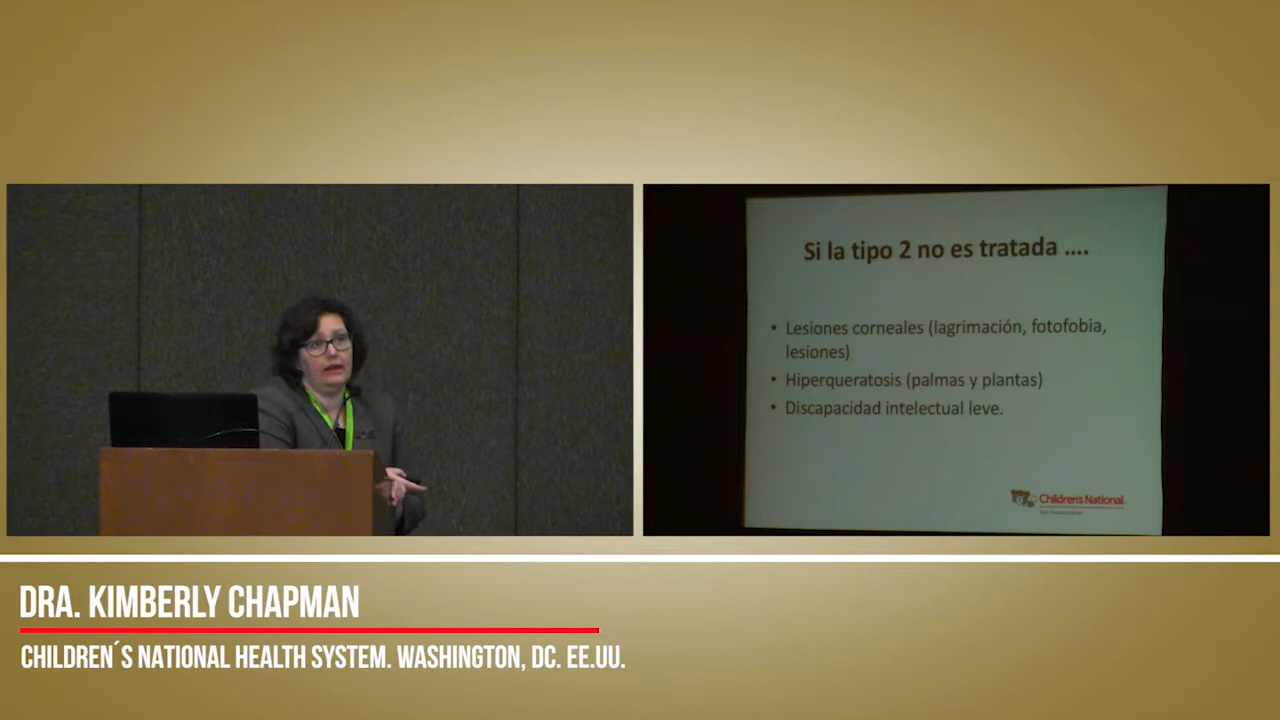 Si la tipo 2 no es tratada ....
• Lesiones corneales (lagrimación, fotofobia,
lesiones)
• Hiperqueratosis (palmas y plantas)
• Discapacidad intelectual leve.
Children's National
DRA. KIMBERLY CHAPMAN
CHILDREN´S NATIONAL HEALTH SYSTEM. WASHINGTON, DC. EE.UU.